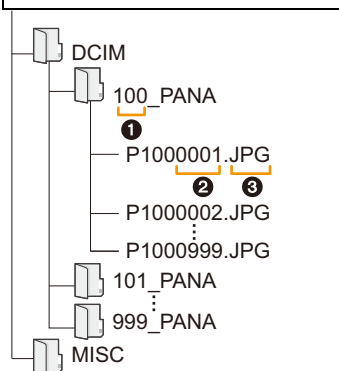 DCIM
100_PANA
❶
P1000001.JPG
❷ ❸
P1000002.JPG
P1000999.JPG
101_PANA
999_PANA
MISC